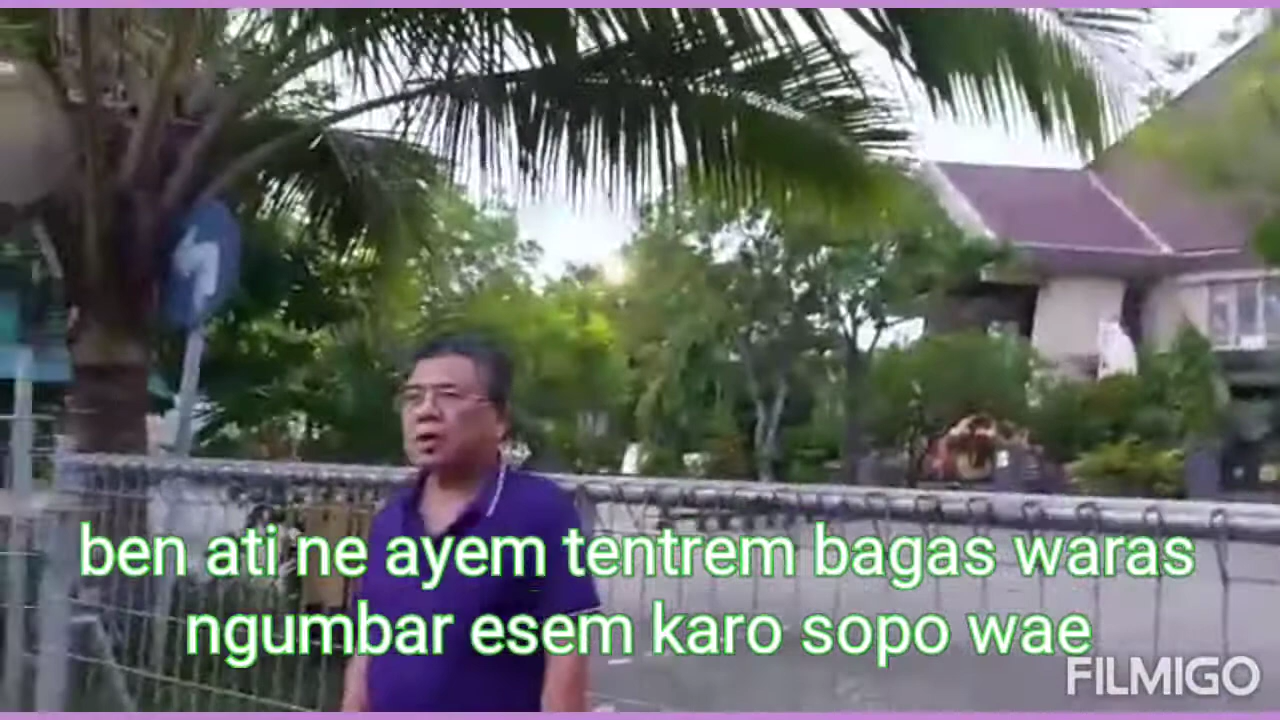 ben ati ne ayem tentrem bagas waras
ngumbar esem karo sopo wae
FILMIGO